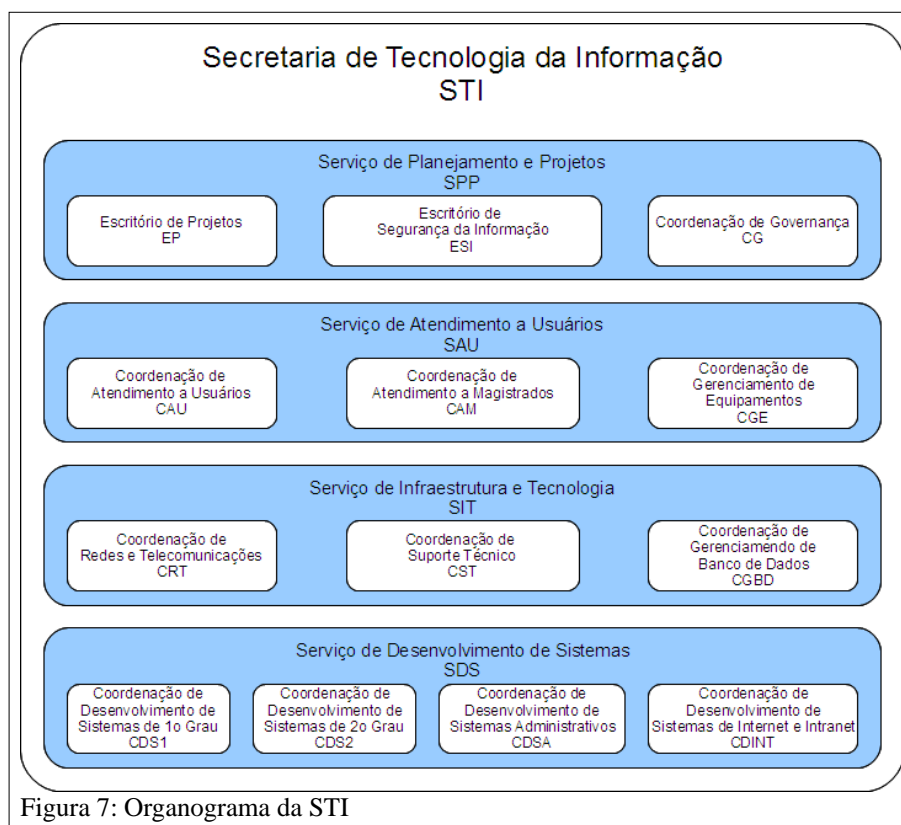 Secretaria de Tecnologia da Informação
STI
Serviço de Planejamento e Projetos
SPP
Escritório de Projetos
EP
Escritório de
Segurança da Informação
ESI
Coordenação de Governança
CG
Serviço de Atendimento a Usuários
SAU
Coordenação de
Atendimento a Usuários
CAU
Coordenação de
Atendimento a Magistrados
CAM
Coordenação de
Gerenciamento de
Equipamentos
CGE
Serviço de Infraestrutura e Tecnologia
SIT
Coordenação de
Redes e Telecomunicações
CRT
Coordenação de
Suporte Técnico
CST
Coordenação de
Gerenciamendo de
Banco de Dados
CGBD
Serviço de Desenvolvimento de Sistemas
SDS
Coordenação de
Desenvolvimento de
Sistemas de 1o Grau
CDS1
Coordenação de
Desenvolvimento de
Sistemas de 2o Grau
CDS2
Coordenação de
Desenvolvimento de
Sistemas Administrativos
CDSA
Coordenação de
Desenvolvimento de
Sistemas de Internet e Intranet
CDINT
Figura 7: Organograma da STI